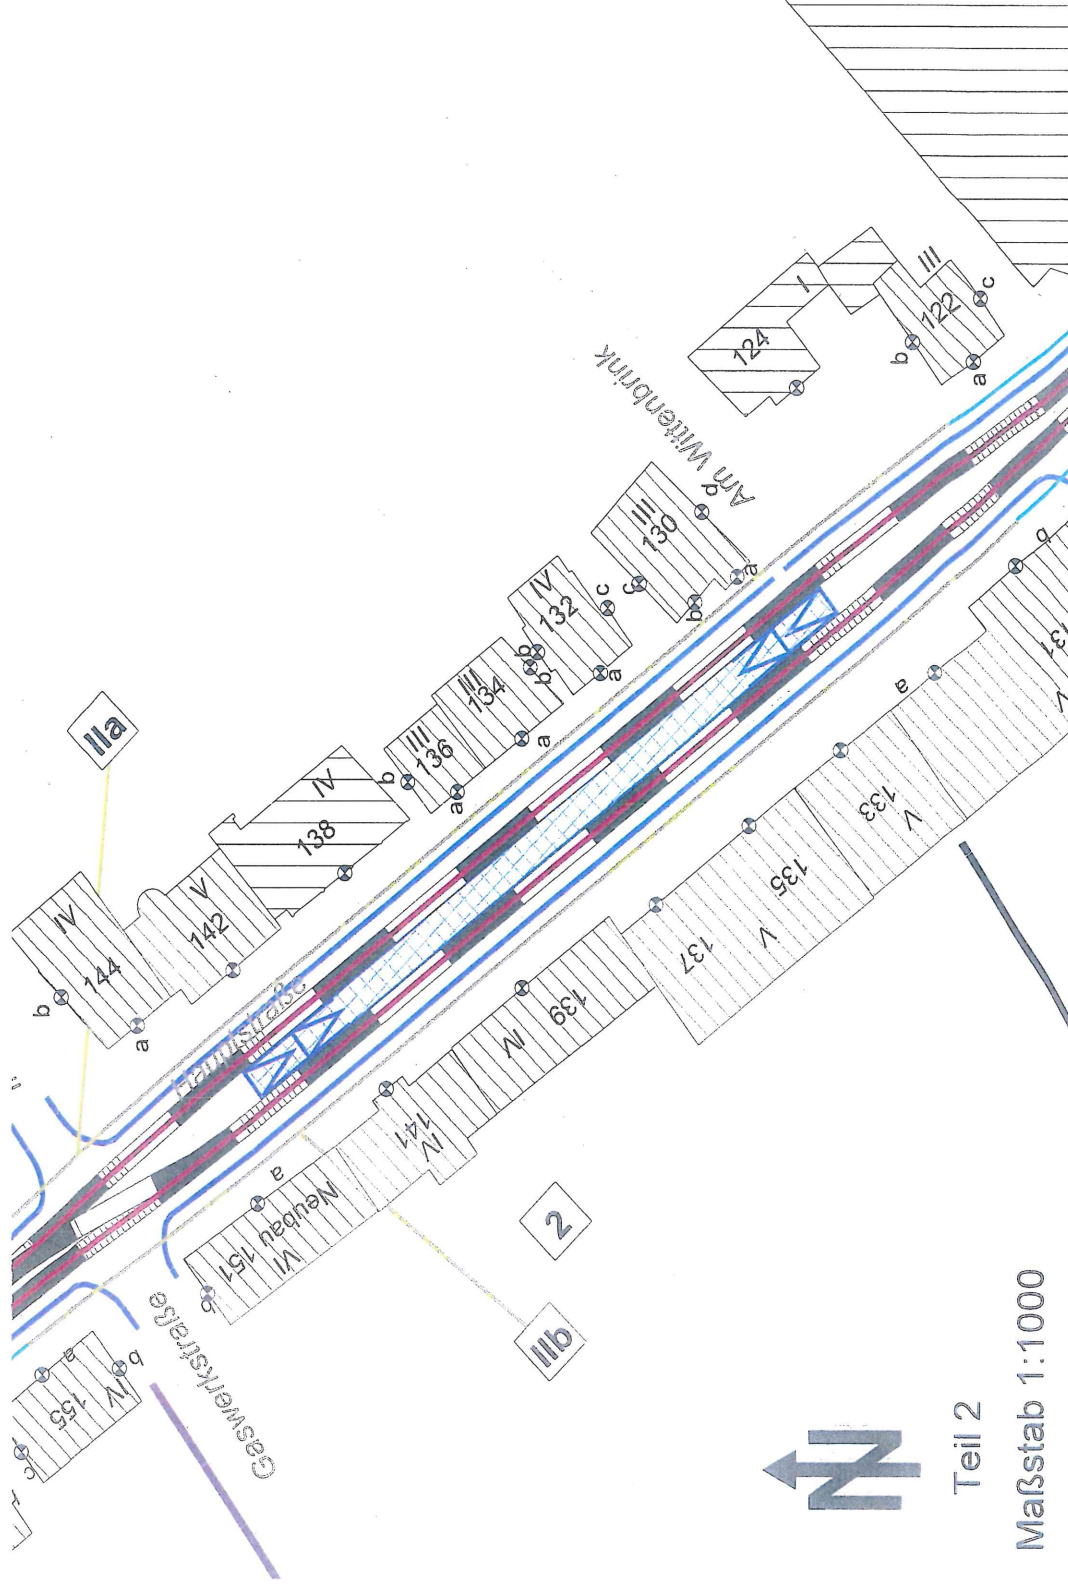 IIa
IV
144
b
a
V
142
IV
138
b
III
136
a
III
134
a
b
b
IV
132
a
c
c
III
130
b
a
d
Am Wittenbrink
124
I
III
122
b
a
c
Hauptstraße
155
IV
a
b
c
Gaswerkstraße
b
Neubau 151
VI
a
141
IV
139
IV
137
135
V
133
V
a
131
V
b
2
IIIb
N
Teil 2
Maßstab 1:1000